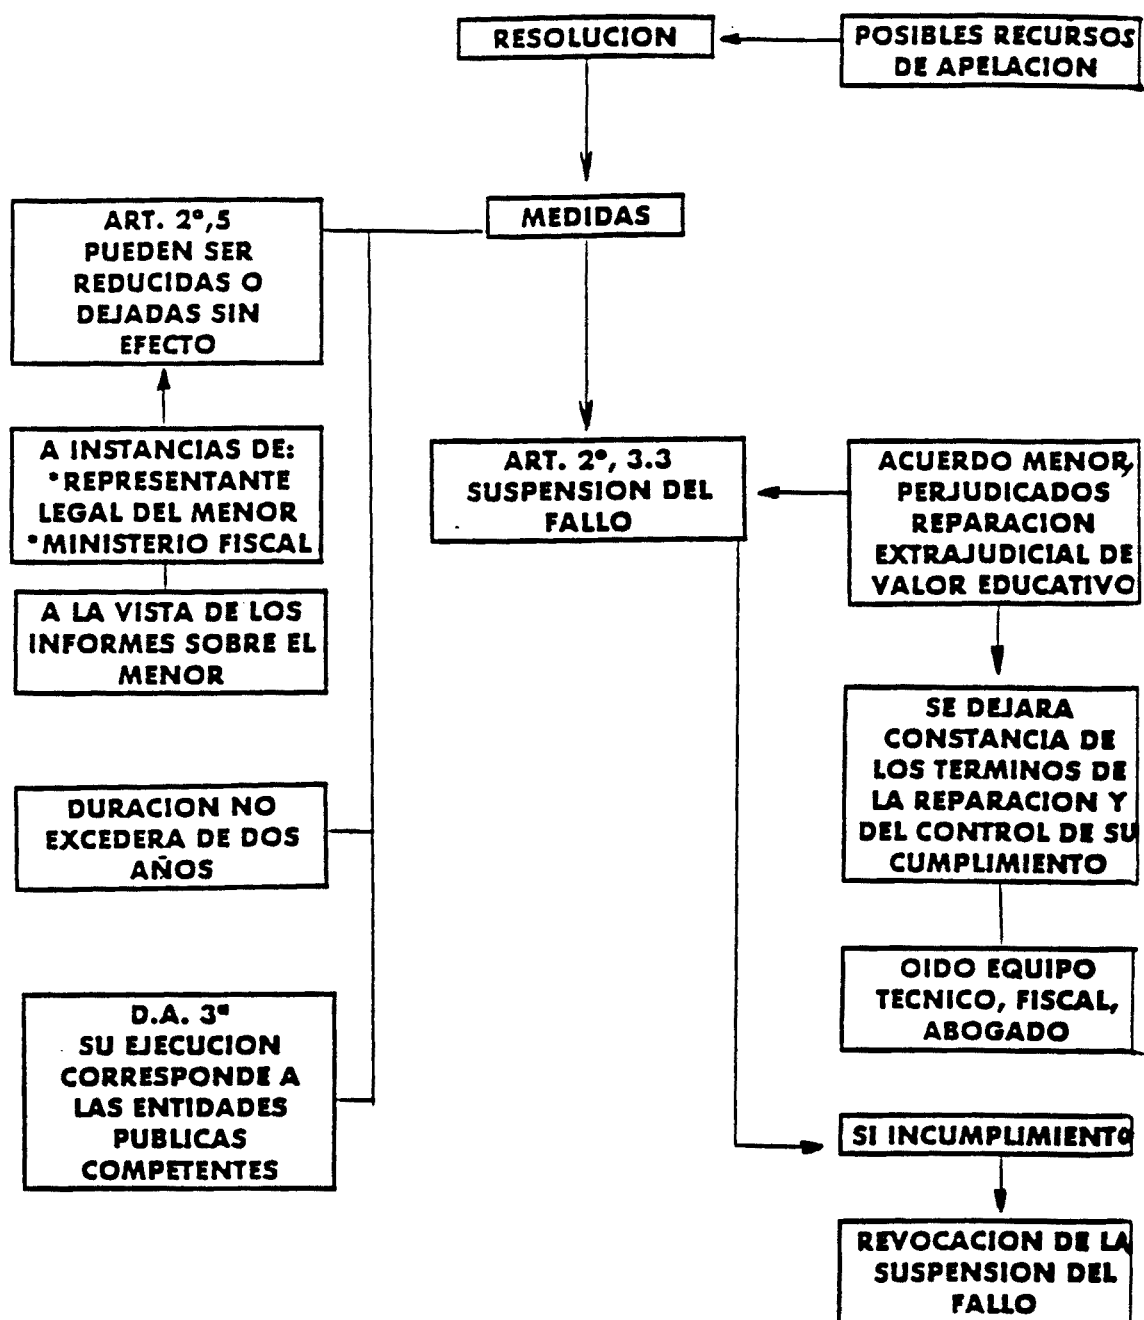 RESOLUCION
POSIBLES RECURSOS
DE APELACION
MEDIDAS
ART. 2º,5
PUEDEN SER
REDUCIDAS O
DEJADAS SIN
EFECTO
A INSTANCIAS DE:
*REPRESENTANTE
LEGAL DEL MENOR
*MINISTERIO FISCAL
A LA VISTA DE LOS
INFORMES SOBRE EL
MENOR
DURACION NO
EXCEDERA DE DOS
AÑOS
D.A. 3ª
SU EJECUCION
CORRESPONDE A
LAS ENTIDADES
PUBLICAS
COMPETENTES
ART. 2º, 3.3
SUSPENSION DEL
FALLO
ACUERDO MENOR,
PERJUDICADOS
REPARACION
EXTRAJUDICIAL DE
VALOR EDUCATIVO
SE DEJARA
CONSTANCIA DE
LOS TERMINOS DE
LA REPARACION Y
DEL CONTROL DE SU
CUMPLIMIENTO
OIDO EQUIPO
TECNICO, FISCAL,
ABOGADO
SI INCUMPLIMIENTO
REVOCACION DE LA
SUSPENSION DEL
FALLO